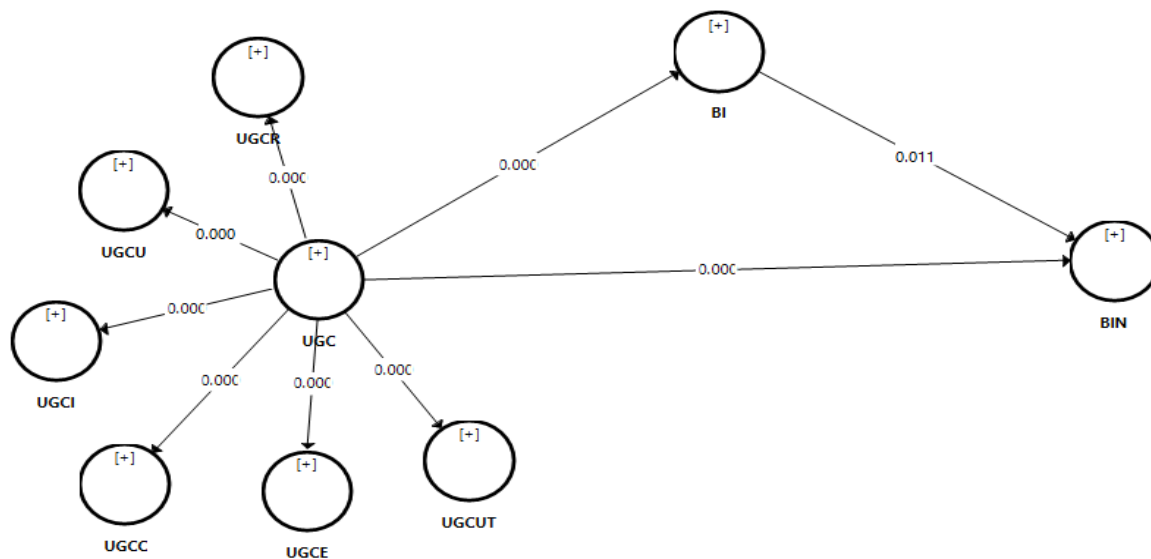 [+]
BI
[+]
UGCR
[+]
UGCU
0.000
0.000
0.011
0.000
[+]
UGC
0.000
[+]
BIN
0.000
[+]
UGCI
0.000
0.000
0.000
[+]
UGCC
[+]
UGCE
[+]
UGCUT